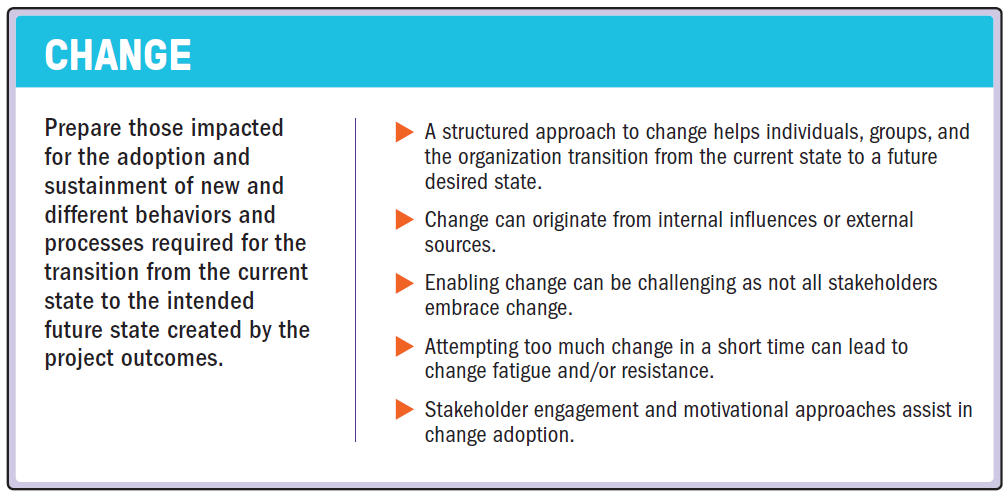 CHANGE
Prepare those impacted
for the adoption and
sustainment of new and
different behaviors and
processes required for the
transition from the current
state to the intended
future state created by the
project outcomes.
A structured approach to change helps individuals, groups, and
the organization transition from the current state to a future
desired state.
Change can originate from internal influences or external
sources.
Enabling change can be challenging as not all stakeholders
embrace change.
Attempting too much change in a short time can lead to
change fatigue and/or resistance.
Stakeholder engagement and motivational approaches assist in
change adoption.